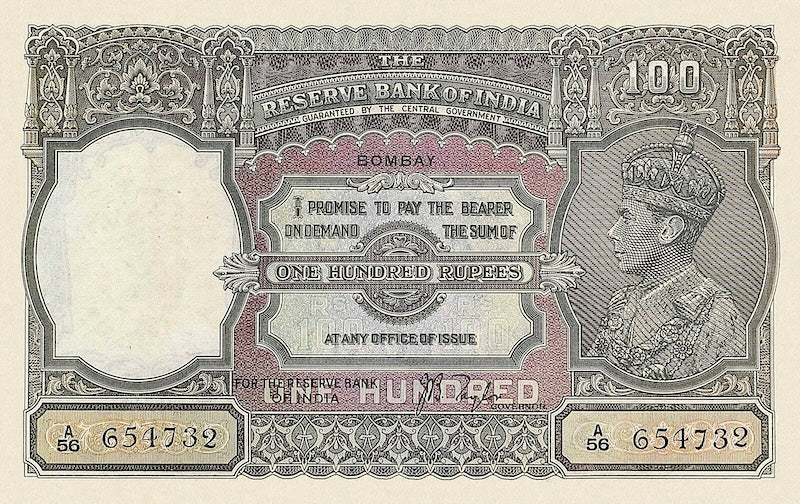 THE
RESERVE BANK OF INDIA
GUARANTEED BY THE CENTRAL GOVERNMENT
100
BOMBAY
I PROMISE TO PAY THE BEARER
ON DEMAND THE SUM OF
ONE HUNDRED RUPEES
AT ANY OFFICE OF ISSUE
FOR THE RESERVE BANK
OF INDIA
HUNDRED
GOVERNOR
A/56 654732
A/56 654732